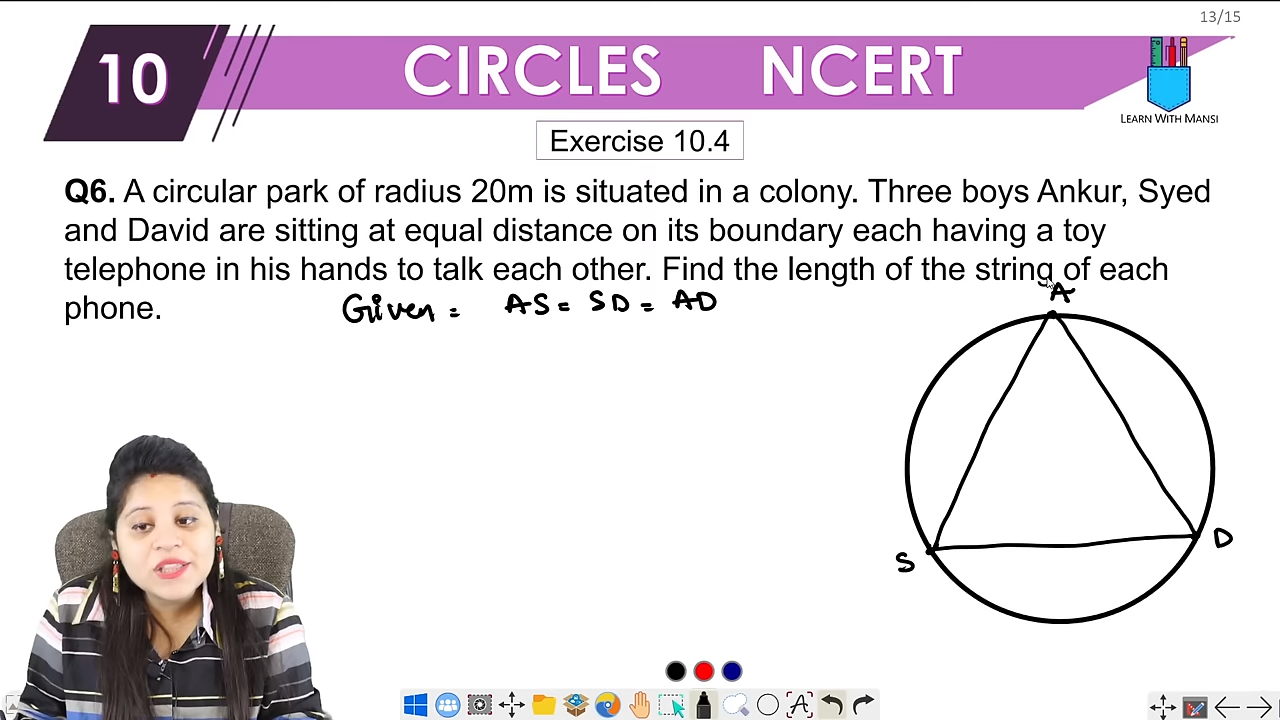 13/15
10 CIRCLES NCERT
LEARN WITH MANSI
Exercise 10.4
Q6. A circular park of radius 20m is situated in a colony. Three boys Ankur, Syed
and David are sitting at equal distance on its boundary each having a toy
telephone in his hands to talk each other. Find the length of the string of each
phone.
Given = AS = SD = AD
A
S
D